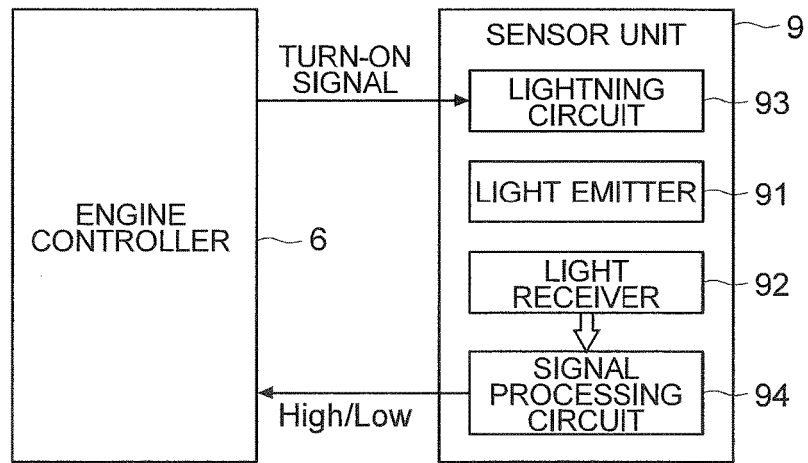 SENSOR UNIT
9
TURN-ON
SIGNAL
LIGHTNING
CIRCUIT
93
LIGHT EMITTER
91
ENGINE
CONTROLLER
6
LIGHT
RECEIVER
92
SIGNAL
PROCESSING
CIRCUIT
94
High/Low